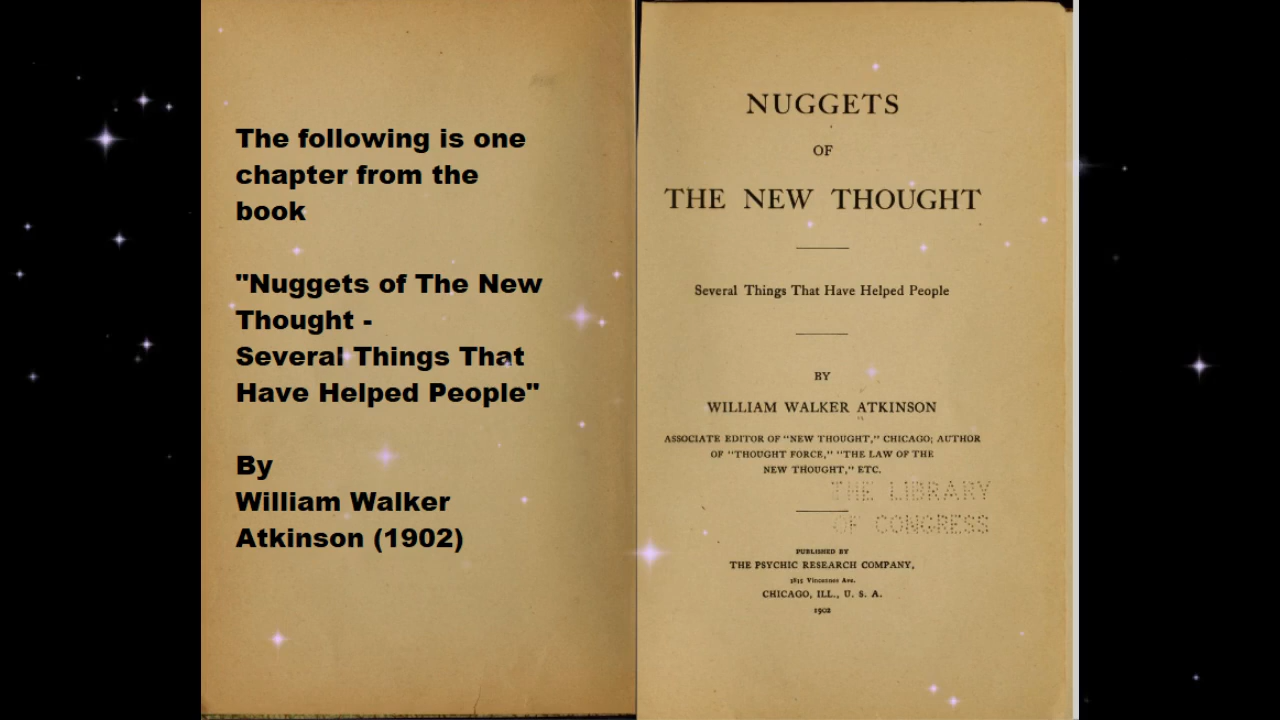 The following is one
chapter from the
book
"Nuggets of The New
Thought -
Several Things That
Have Helped People"
By
William Walker
Atkinson (1902)
NUGGETS
OF
THE NEW THOUGHT
Several Things That Have Helped People
BY
WILLIAM WALKER ATKINSON
ASSOCIATE EDITOR OF "NEW THOUGHT," CHICAGO; AUTHOR
OF "THOUGHT FORCE," "THE LAW OF THE
NEW THOUGHT," ETC.
THE LIBRARY
OF CONGRESS
PUBLISHED BY
THE PSYCHIC RESEARCH COMPANY,
Vincennes Ave.
CHICAGO, ILL., U. S. A.
1902